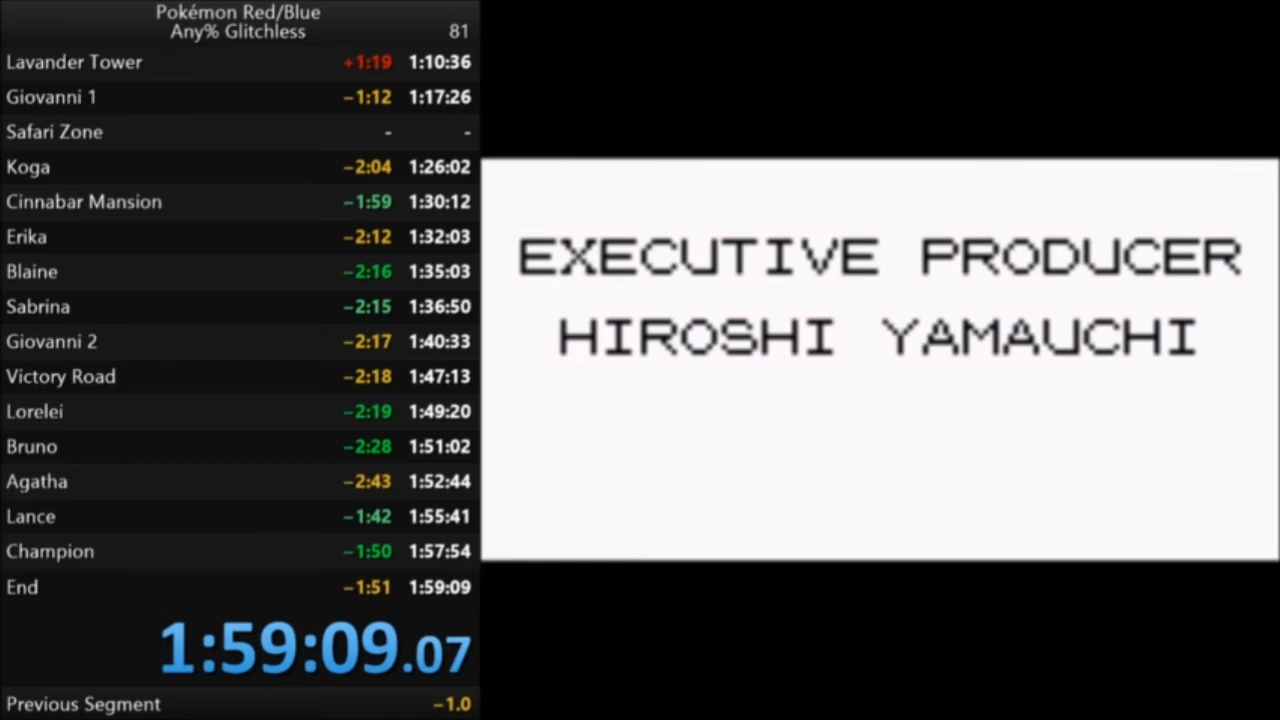 Pokémon Red/Blue
Any% Glitchless 81
Lavander Tower +1:19 1:10:36
Giovanni 1 −1:12 1:17:26
Safari Zone - -
Koga −2:04 1:26:02
Cinnabar Mansion −1:59 1:30:12
Erika −2:12 1:32:03
Blaine −2:16 1:35:03
Sabrina −2:15 1:36:50
Giovanni 2 −2:17 1:40:33
Victory Road −2:18 1:47:13
Lorelei −2:19 1:49:20
Bruno −2:28 1:51:02
Agatha −2:43 1:52:44
Lance −1:42 1:55:41
Champion −1:50 1:57:54
End −1:51 1:59:09
1:59:09.07
Previous Segment −1.0
EXECUTIVE PRODUCER
HIROSHI YAMAUCHI